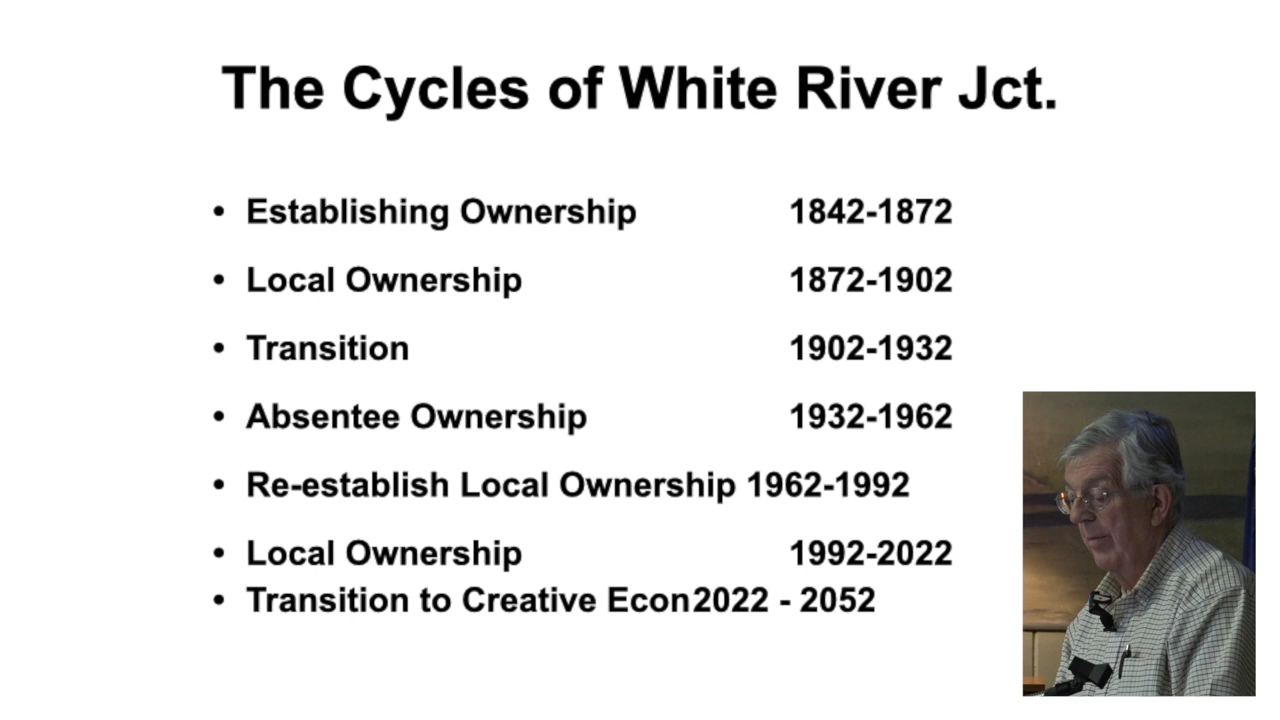 The Cycles of White River Jct.
• Establishing Ownership 1842-1872
• Local Ownership 1872-1902
• Transition 1902-1932
• Absentee Ownership 1932-1962
• Re-establish Local Ownership 1962-1992
• Local Ownership 1992-2022
• Transition to Creative Econ2022 - 2052